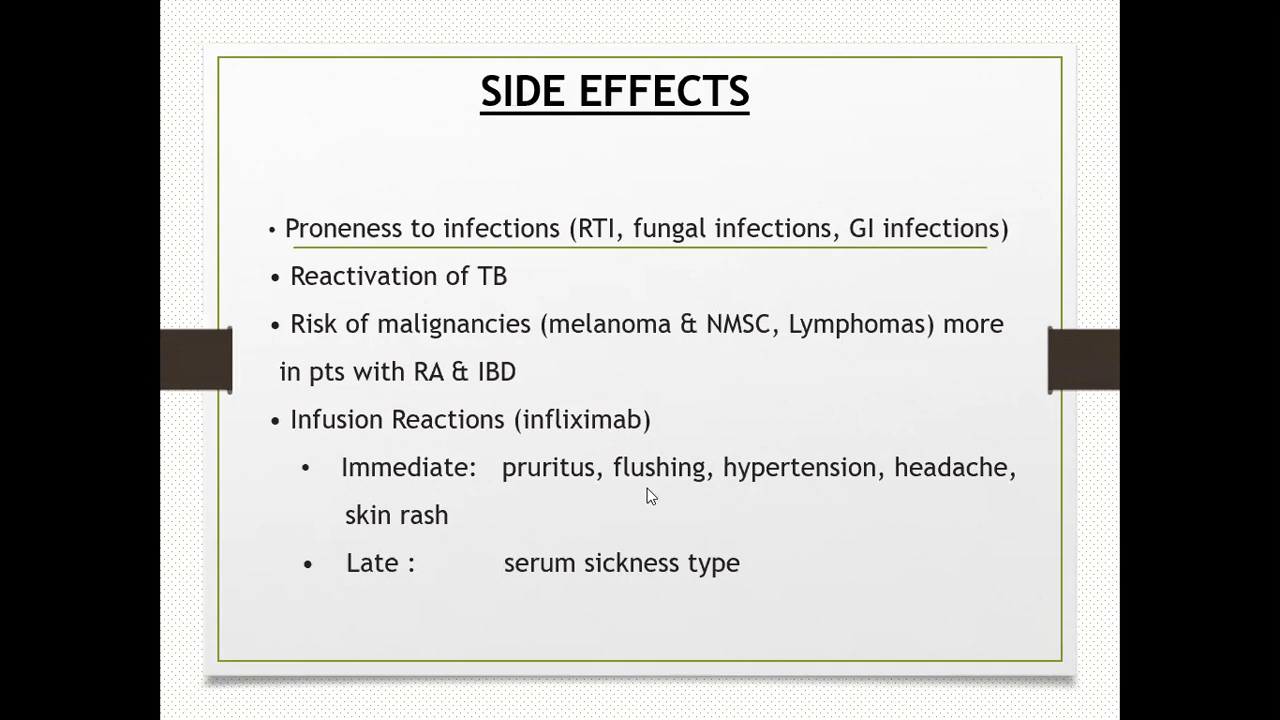 SIDE EFFECTS
• Proneness to infections (RTI, fungal infections, GI infections)
• Reactivation of TB
• Risk of malignancies (melanoma & NMSC, Lymphomas) more
in pts with RA & IBD
• Infusion Reactions (infliximab)
• Immediate: pruritus, flushing, hypertension, headache,
skin rash
• Late : serum sickness type